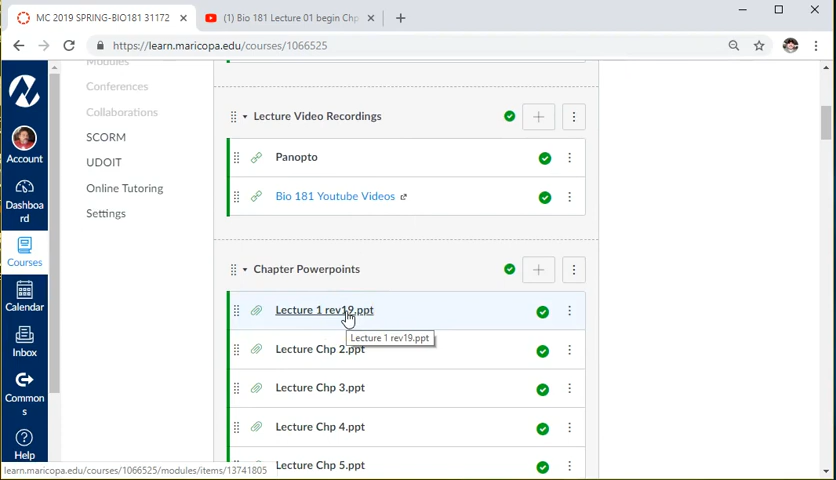 MC 2019 SPRING-BIO181 31172
(1) Bio 181 Lecture 01 begin Chp
https://learn.maricopa.edu/courses/1066525
Account
Dashboa
rd
Courses
Calendar
Inbox
Common
s
Help
Modules
Conferences
Collaborations
SCORM
UDOIT
Online Tutoring
Settings
Lecture Video Recordings
Panopto
Bio 181 Youtube Videos
Chapter Powerpoints
Lecture 1 rev19.ppt
Lecture 1 rev19.ppt
Lecture Chp 2.ppt
Lecture Chp 3.ppt
Lecture Chp 4.ppt
Lecture Chp 5.ppt
learn.maricopa.edu/courses/1066525/modules/items/13741805